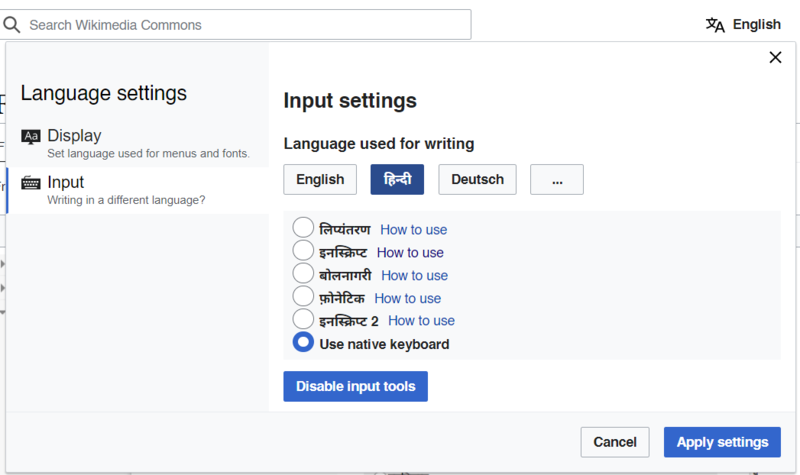 Search Wikimedia Commons
English
Language settings
Display
Set language used for menus and fonts.
Input
Writing in a different language?
Input settings
Language used for writing
English हिन्दी Deutsch ...
लिप्यंतरण How to use
इनस्क्रिप्ट How to use
बोलनागरी How to use
फ़ोनेटिक How to use
इनस्क्रिप्ट 2 How to use
Use native keyboard
Disable input tools
Cancel Apply settings